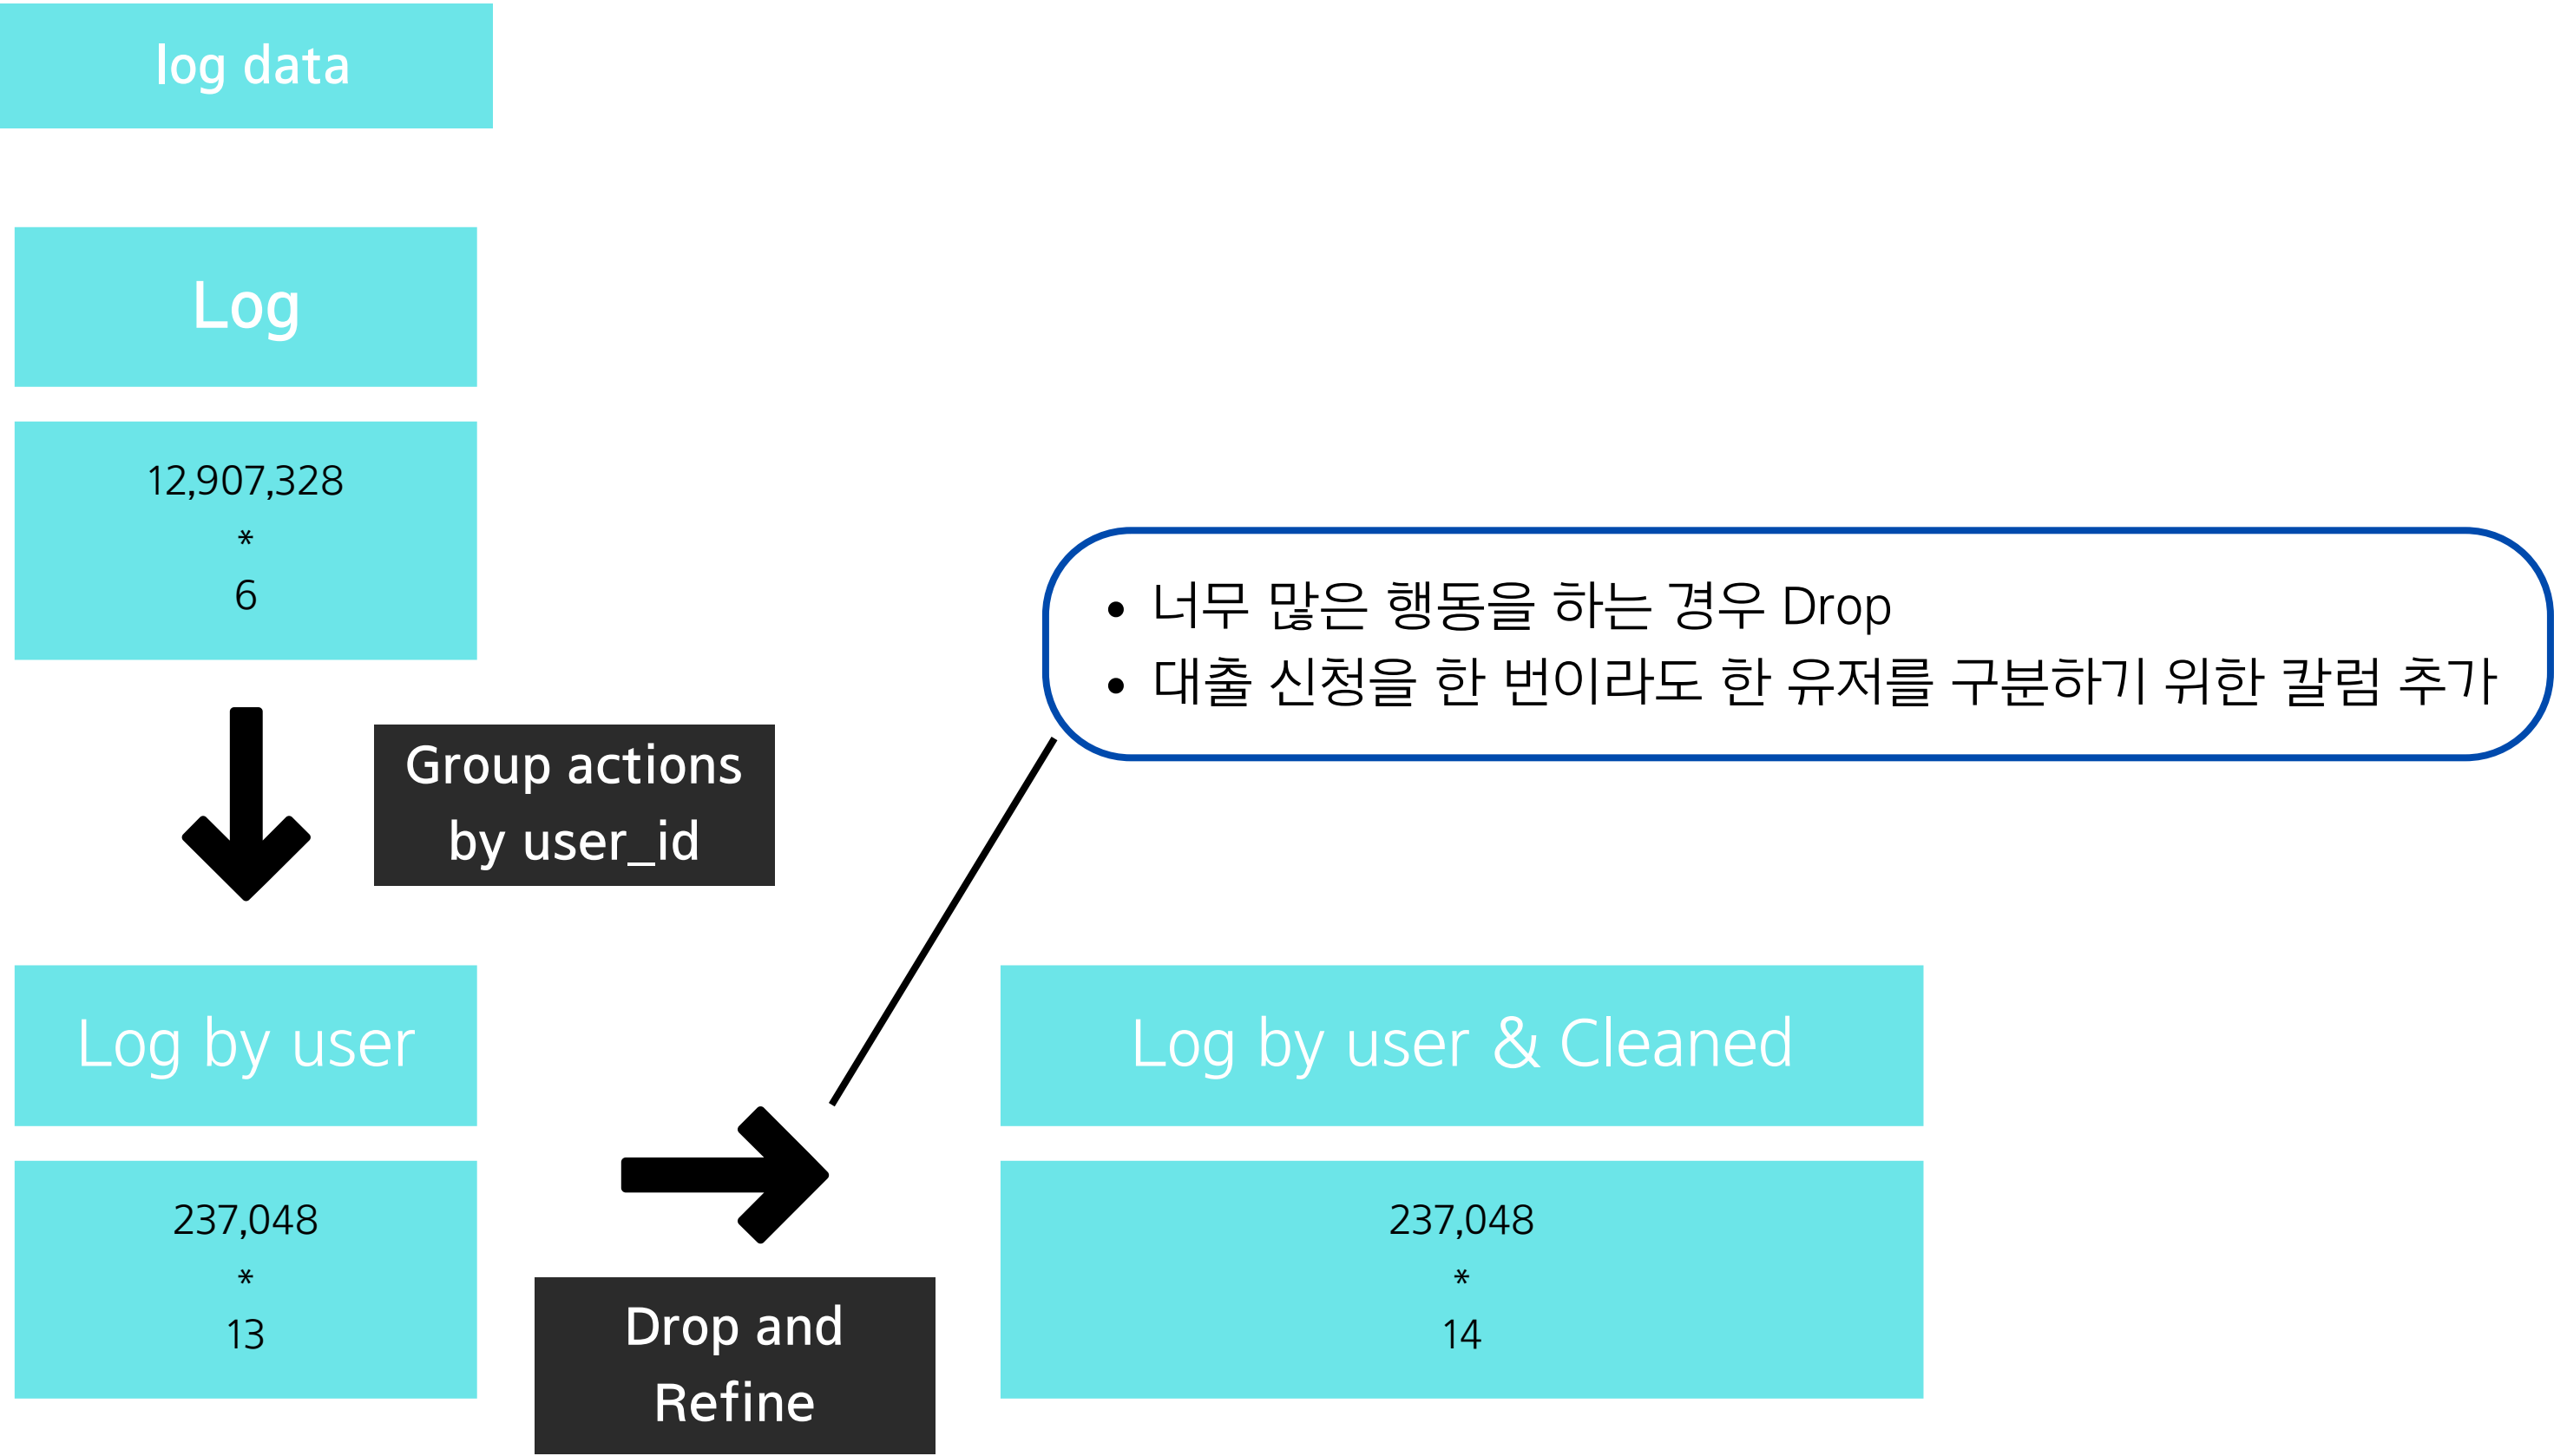 log data
Log
12,907,328
*
6
Group actions
by user_id
• 너무 많은 행동을 하는 경우 Drop
• 대출 신청을 한 번이라도 한 유저를 구분하기 위한 칼럼 추가
Log by user
237,048
*
13
Drop and
Refine
Log by user & Cleaned
237,048
*
14